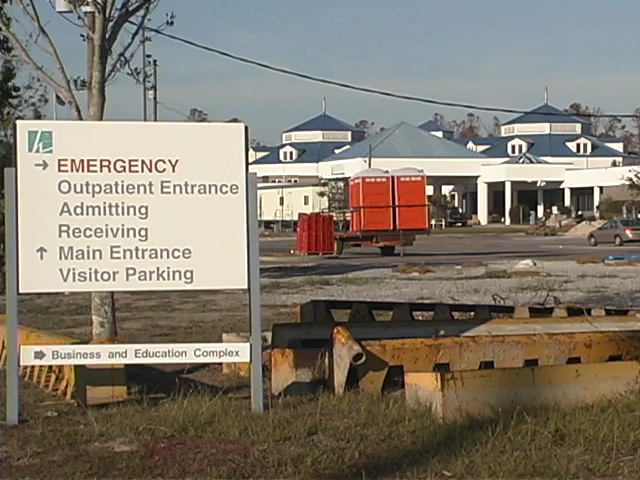 h
→ EMERGENCY
Outpatient Entrance
Admitting
Receiving
↑ Main Entrance
Visitor Parking
➡ Business and Education Complex